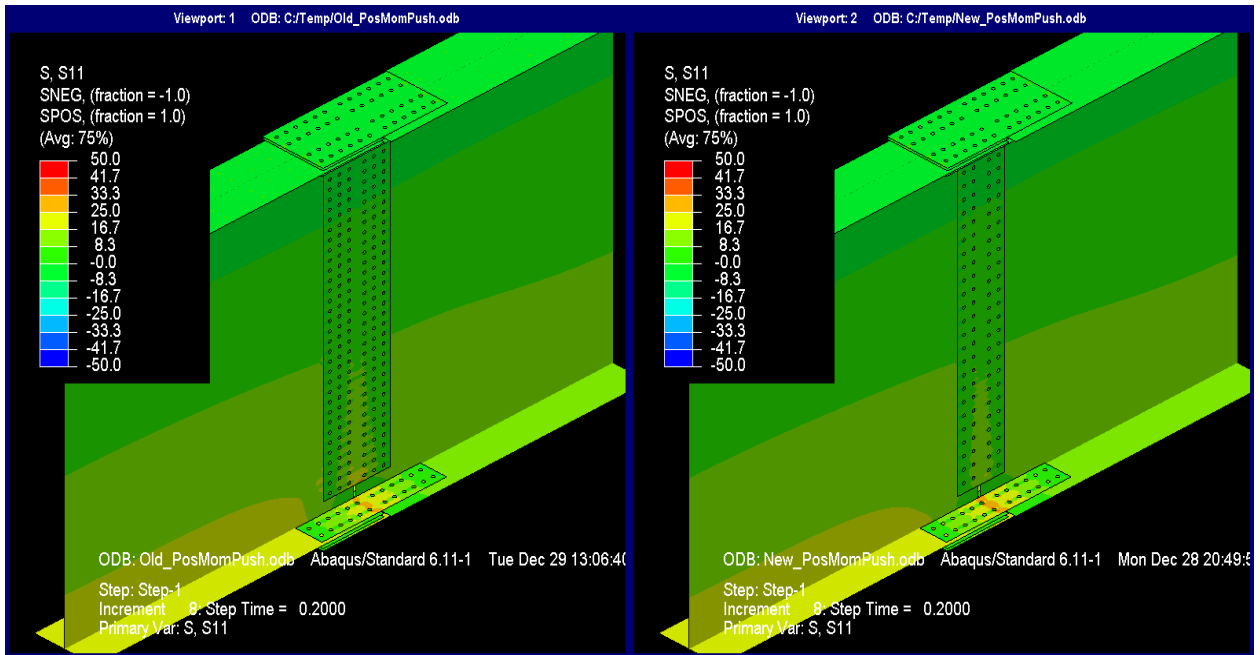 Viewport: 1 ODB: C:/Temp/Old_PosMomPush.odb
S, S11
SNEG, (fraction = -1.0)
SPOS, (fraction = 1.0)
(Avg: 75%)
50.0
41.7
33.3
25.0
16.7
8.3
-0.0
-8.3
-16.7
-25.0
-33.3
-41.7
-50.0
ODB: Old_PosMomPush.odb Abaqus/Standard 6.11-1 Tue Dec 29 13:06:40
Step: Step-1
Increment 8: Step Time = 0.2000
Primary Var: S, S11
Viewport: 2 ODB: C:/Temp/New_PosMomPush.odb
S, S11
SNEG, (fraction = -1.0)
SPOS, (fraction = 1.0)
(Avg: 75%)
50.0
41.7
33.3
25.0
16.7
8.3
-0.0
-8.3
-16.7
-25.0
-33.3
-41.7
-50.0
ODB: New_PosMomPush.odb Abaqus/Standard 6.11-1 Mon Dec 28 20:49:5
Step: Step-1
Increment 8: Step Time = 0.2000
Primary Var: S, S11